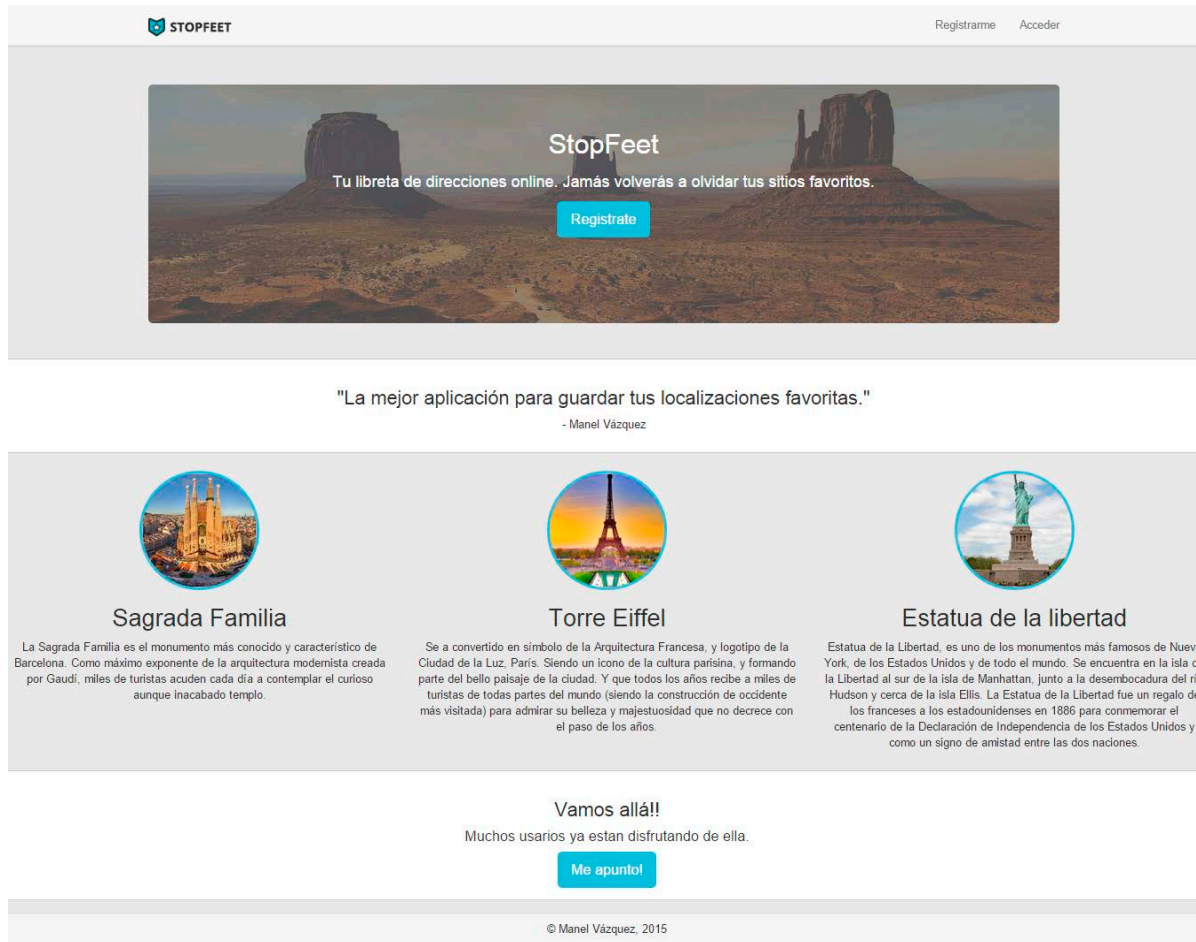 STOPFEET
Registrarme Acceder
StopFeet
Tu libreta de direcciones online. Jamás volverás a olvidar tus sitios favoritos.
Registrate
"La mejor aplicación para guardar tus localizaciones favoritas."
- Manel Vázquez
Sagrada Familia
La Sagrada Família es el monumento más conocido y característico de
Barcelona. Como máximo exponente de la arquitectura modernista creada
por Gaudí, miles de turistas acuden cada día a contemplar el curioso
aunque inacabado templo.
Torre Eiffel
Se a convertido en símbolo de la Arquitectura Francesa, y logotipo de la
Ciudad de la Luz, París. Siendo un icono de la cultura parisina, y formando
parte del bello paisaje de la ciudad. Y que todos los años recibe a miles de
turistas de todas partes del mundo (siendo la construcción de occidente
más visitada) para admirar su belleza y majestuosidad que no decrece con
el paso de los años.
Estatua de la libertad
Estatua de la Libertad, es uno de los monumentos más famosos de Nuev
York, de los Estados Unidos y de todo el mundo. Se encuentra en la isla
la Libertad al sur de la isla de Manhattan, junto a la desembocadura del
Hudson y cerca de la isla Ellis. La Estatua de la Libertad fue un regalo de
los franceses a los estadounidenses en 1886 para conmemorar el
centenario de la Declaración de Independencia de los Estados Unidos y
como un signo de amistad entre las dos naciones.
Vamos allá!!
Muchos usarios ya estan disfrutando de ella.
Me apunto!
© Manel Vázquez, 2015